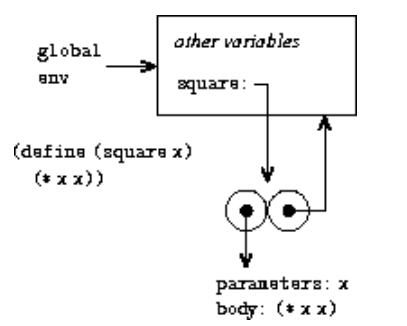 global
env
other variables
square:
(define (square x)
(* x x))
parameters: x
body: (* x x)